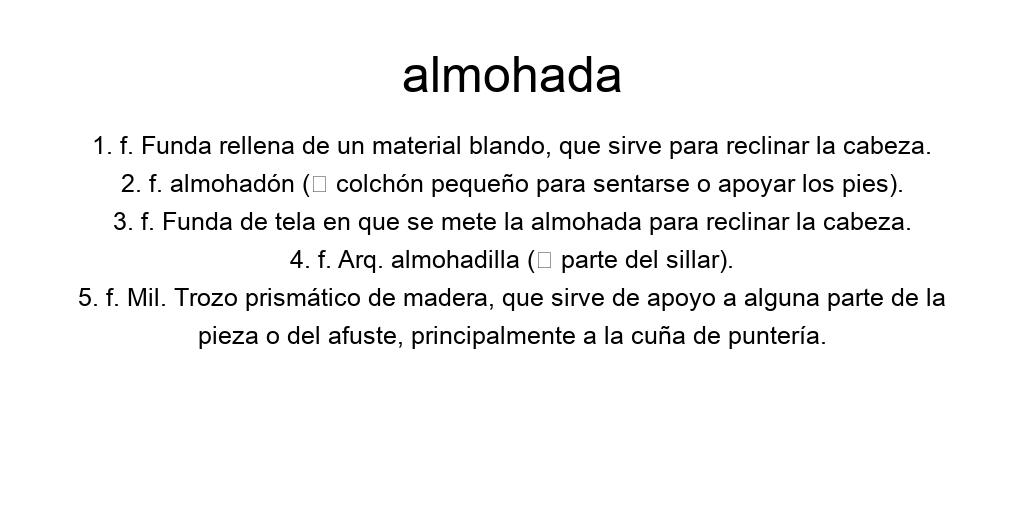 almohada
1. f. Funda rellena de un material blando, que sirve para reclinar la cabeza.
2. f. almohadón (□ colchón pequeño para sentarse o apoyar los pies).
3. f. Funda de tela en que se mete la almohada para reclinar la cabeza.
4. f. Arq. almohadilla (□ parte del sillar).
5. f. Mil. Trozo prismático de madera, que sirve de apoyo a alguna parte de la
pieza o del afuste, principalmente a la cuña de puntería.